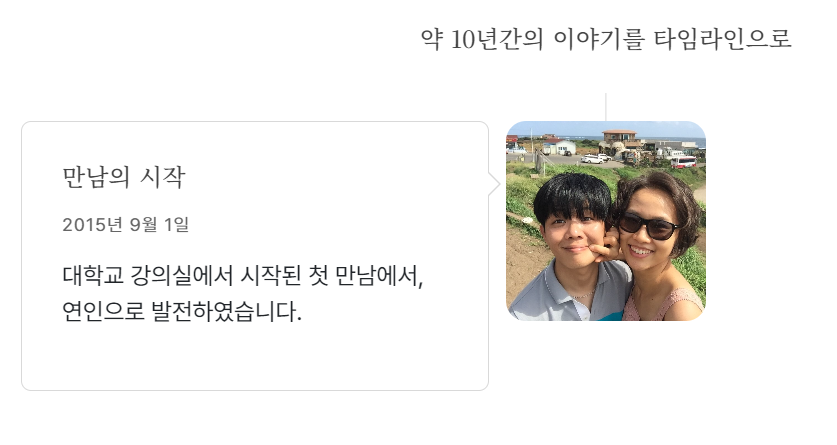 약 10년간의 이야기를 타임라인으로
만남의 시작
2015년 9월 1일
대학교 강의실에서 시작된 첫 만남에서,
연인으로 발전하였습니다.